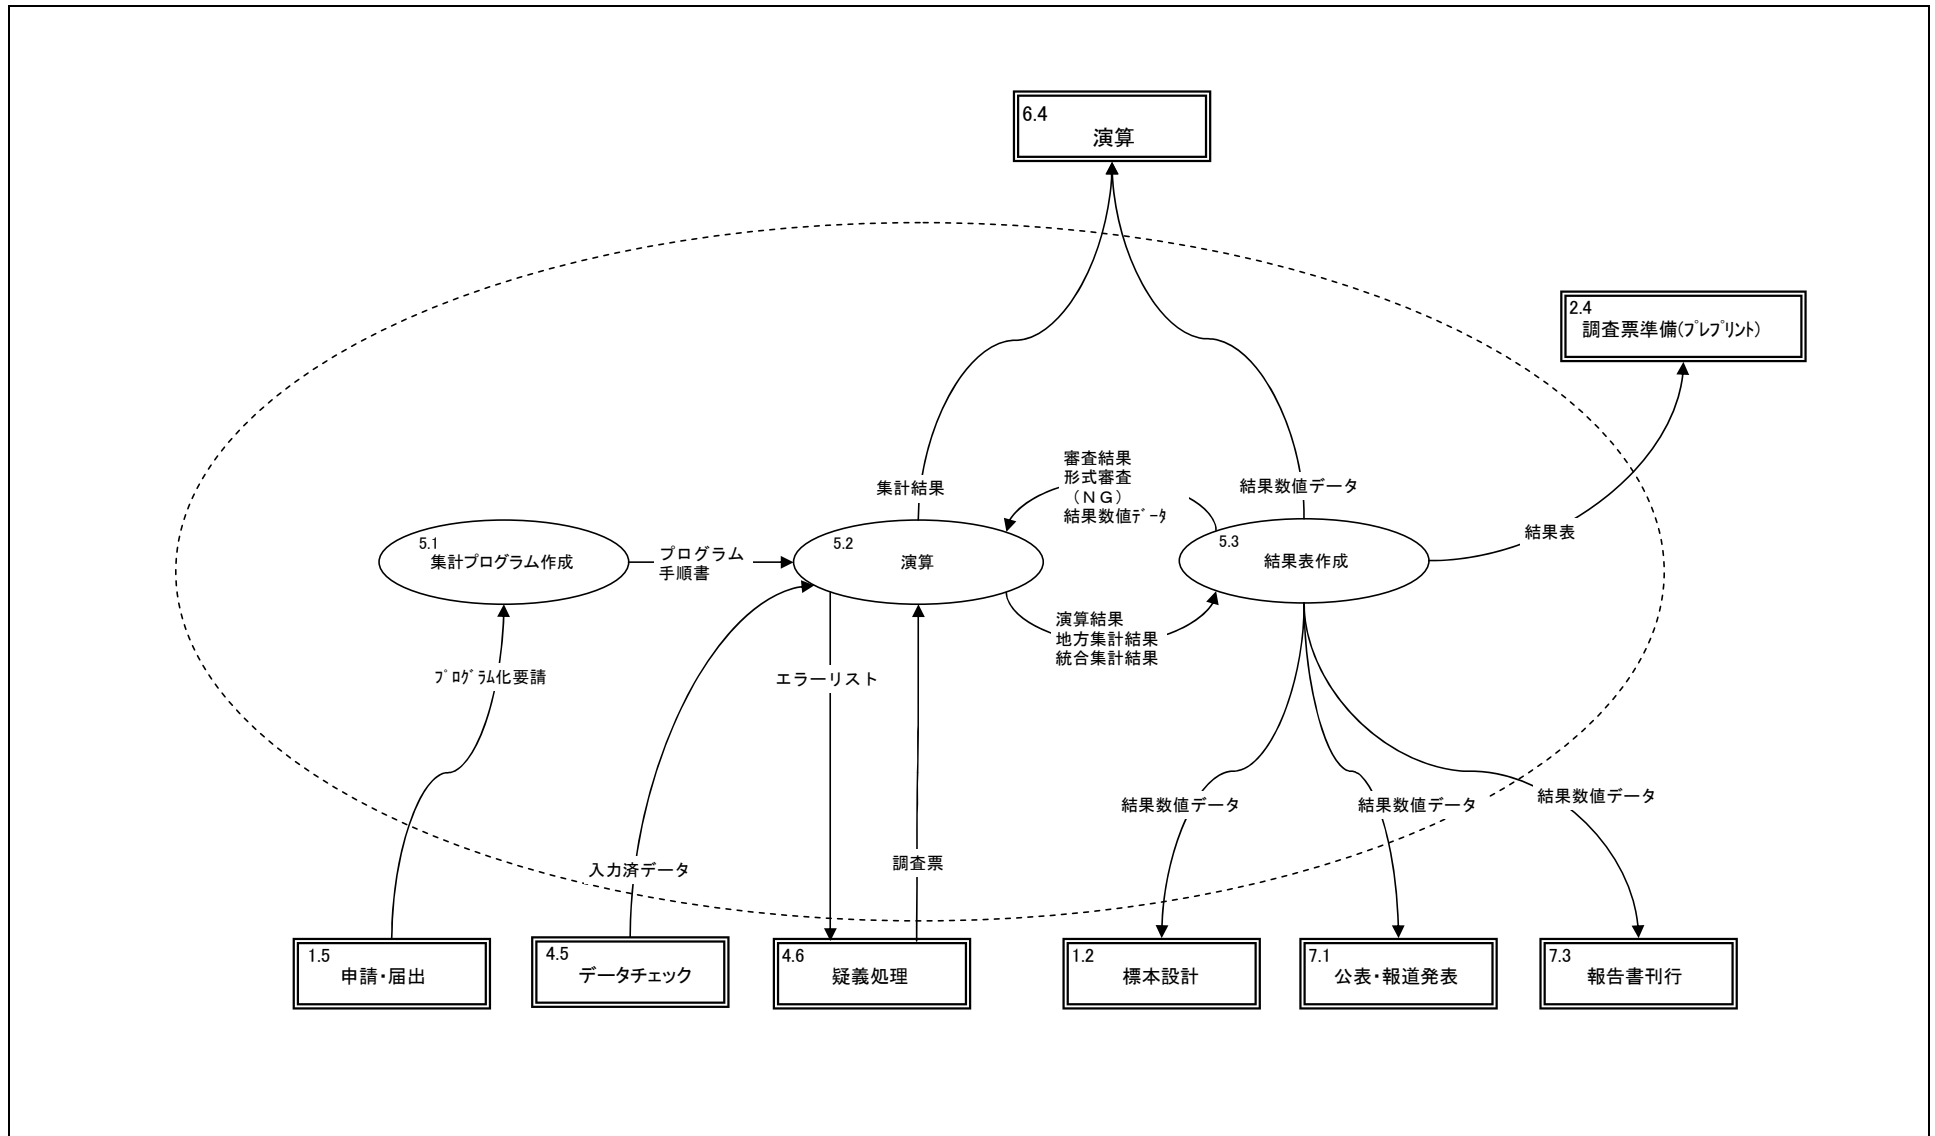 6.4
演算
2.4
調査票準備(ﾌﾟﾚﾌﾟﾘﾝﾄ)
審査結果
形式審査
（ＮＧ）
結果数値ﾃﾞｰﾀ
集計結果
結果数値データ
結果表
5.1
集計プログラム作成
プログラム
手順書
5.2
演算
5.3
結果表作成
演算結果
地方集計結果
統合集計結果
ﾌﾟﾛｸﾞﾗﾑ化要請
エラーリスト
結果数値データ
結果数値データ
結果数値データ
入力済データ
調査票
1.5
申請・届出
4.5
データチェック
4.6
疑義処理
1.2
標本設計
7.1
公表・報道発表
7.3
報告書刊行